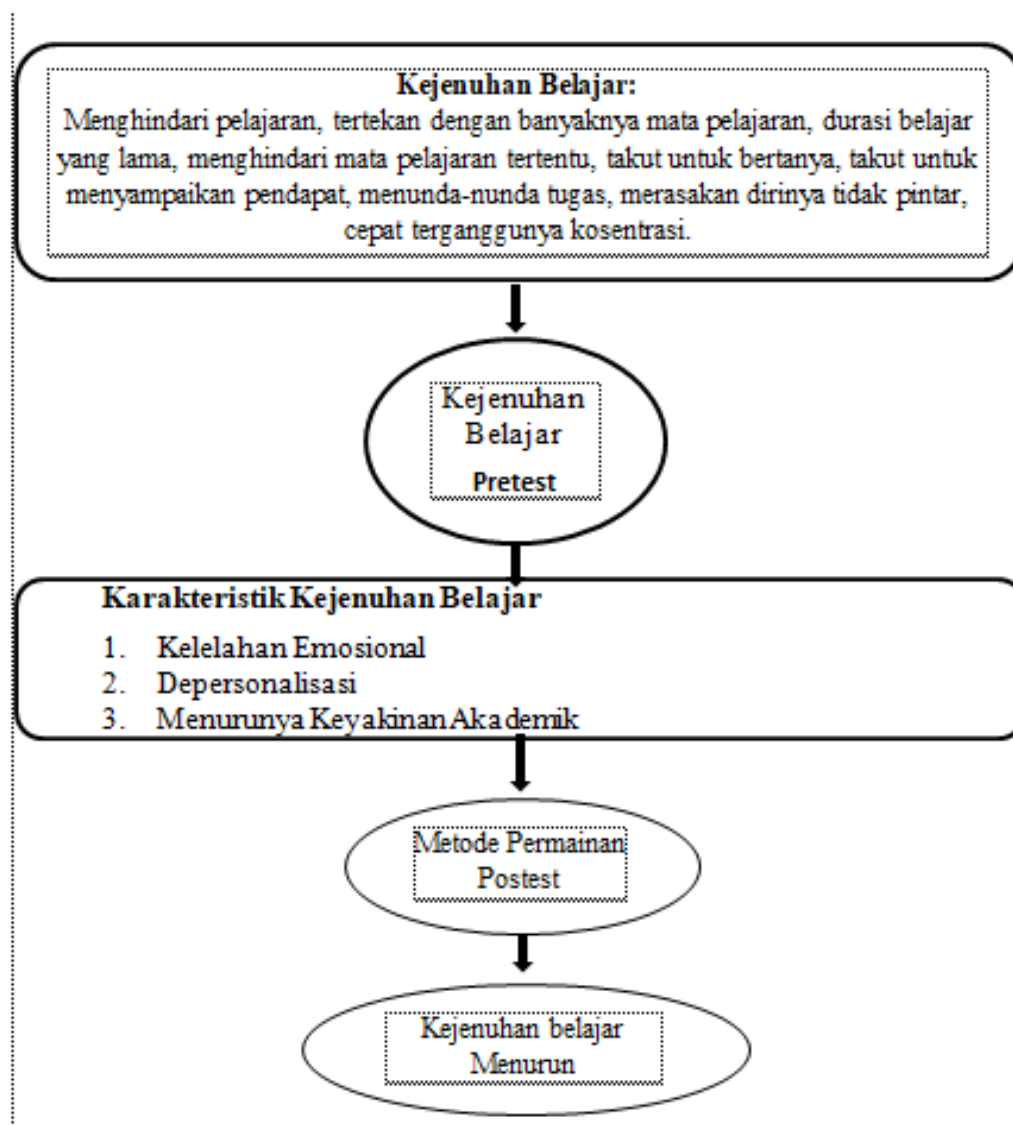 Kejenuhan Belajar:
Menghindari pelajaran, tertekan dengan banyaknya mata pelajaran, durasi belajar
yang lama, menghindari mata pelajaran tertentu, takut untuk bertanya, takut untuk
menyampaikan pendapat, menunda-nunda tugas, merasakan dirinya tidak pintar,
cepat terganggunya kosentrasi.
Kejenuhan
Belajar
Pretest
Karakteristik Kejenuhan Belajar
1. Kelelahan Emosional
2. Depersonalisasi
3. Menurunya Keyakinan Akademik
Metode Permainan
Postest
Kejenuhan belajar
Menurun